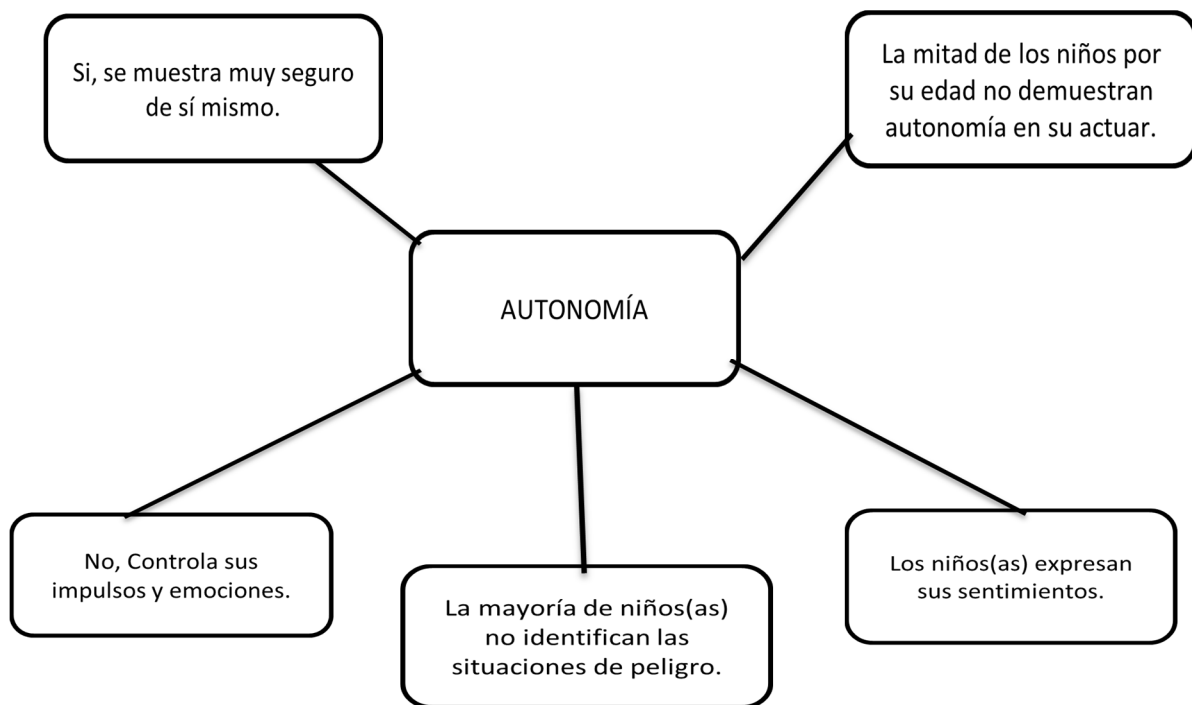 Si, se muestra muy seguro
de sí mismo.
La mitad de los niños por
su edad no demuestran
autonomía en su actuar.
AUTONOMÍA
No, Controla sus
impulsos y emociones.
La mayoría de niños(as)
no identifican las
situaciones de peligro.
Los niños(as) expresan
sus sentimientos.